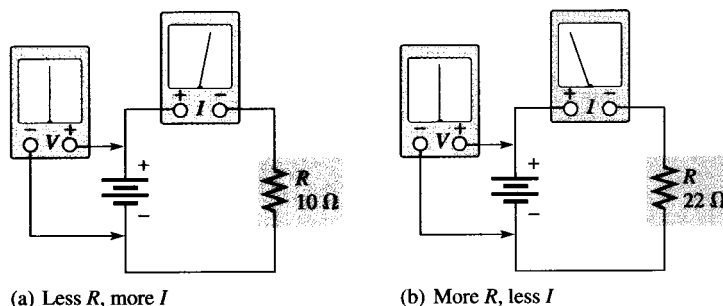 + I −
− V +
+
−
R
10 Ω
(a) Less R, more I
+ I −
− V +
+
−
R
22 Ω
(b) More R, less I